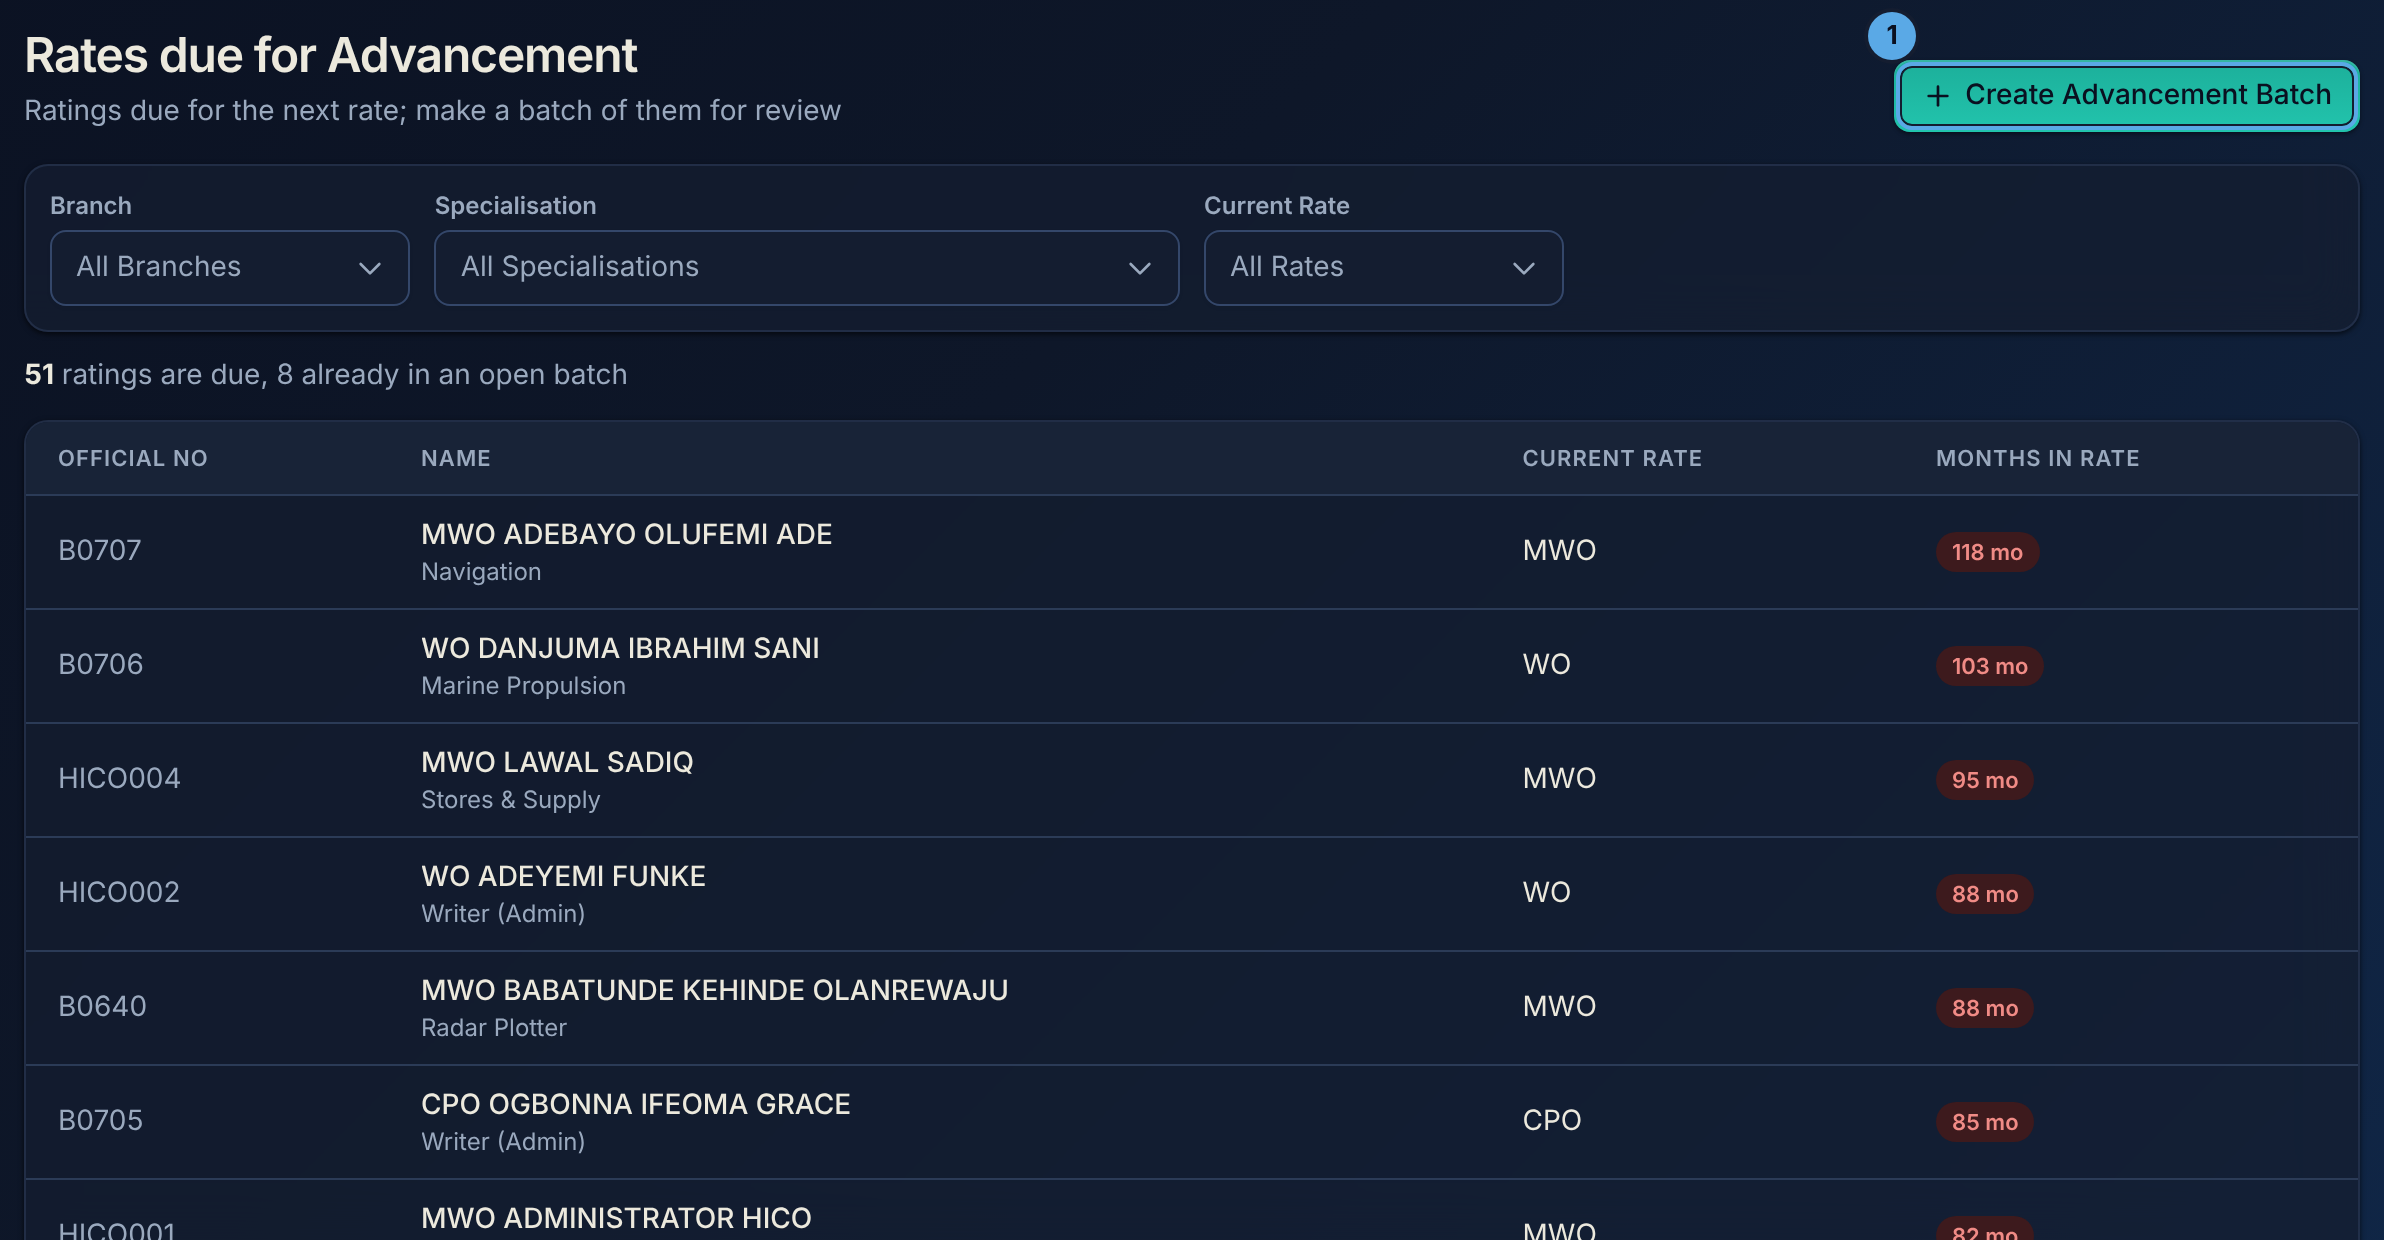 1
Rates due for Advancement
+ Create Advancement Batch
Ratings due for the next rate; make a batch of them for review
Branch Specialisation Current Rate
All Branches All Specialisations All Rates
51 ratings are due, 8 already in an open batch
OFFICIAL NO NAME CURRENT RATE MONTHS IN RATE
B0707 MWO ADEBAYO OLUFEMI ADE MWO 118 mo
Navigation
B0706 WO DANJUMA IBRAHIM SANI WO 103 mo
Marine Propulsion
HICO004 MWO LAWAL SADIQ MWO 95 mo
Stores & Supply
HICO002 WO ADEYEMI FUNKE WO 88 mo
Writer (Admin)
B0640 MWO BABATUNDE KEHINDE OLANREWAJU MWO 88 mo
Radar Plotter
B0705 CPO OGBONNA IFEOMA GRACE CPO 85 mo
Writer (Admin)
HICO001 MWO ADMINISTRATOR HICO MWO 82 mo